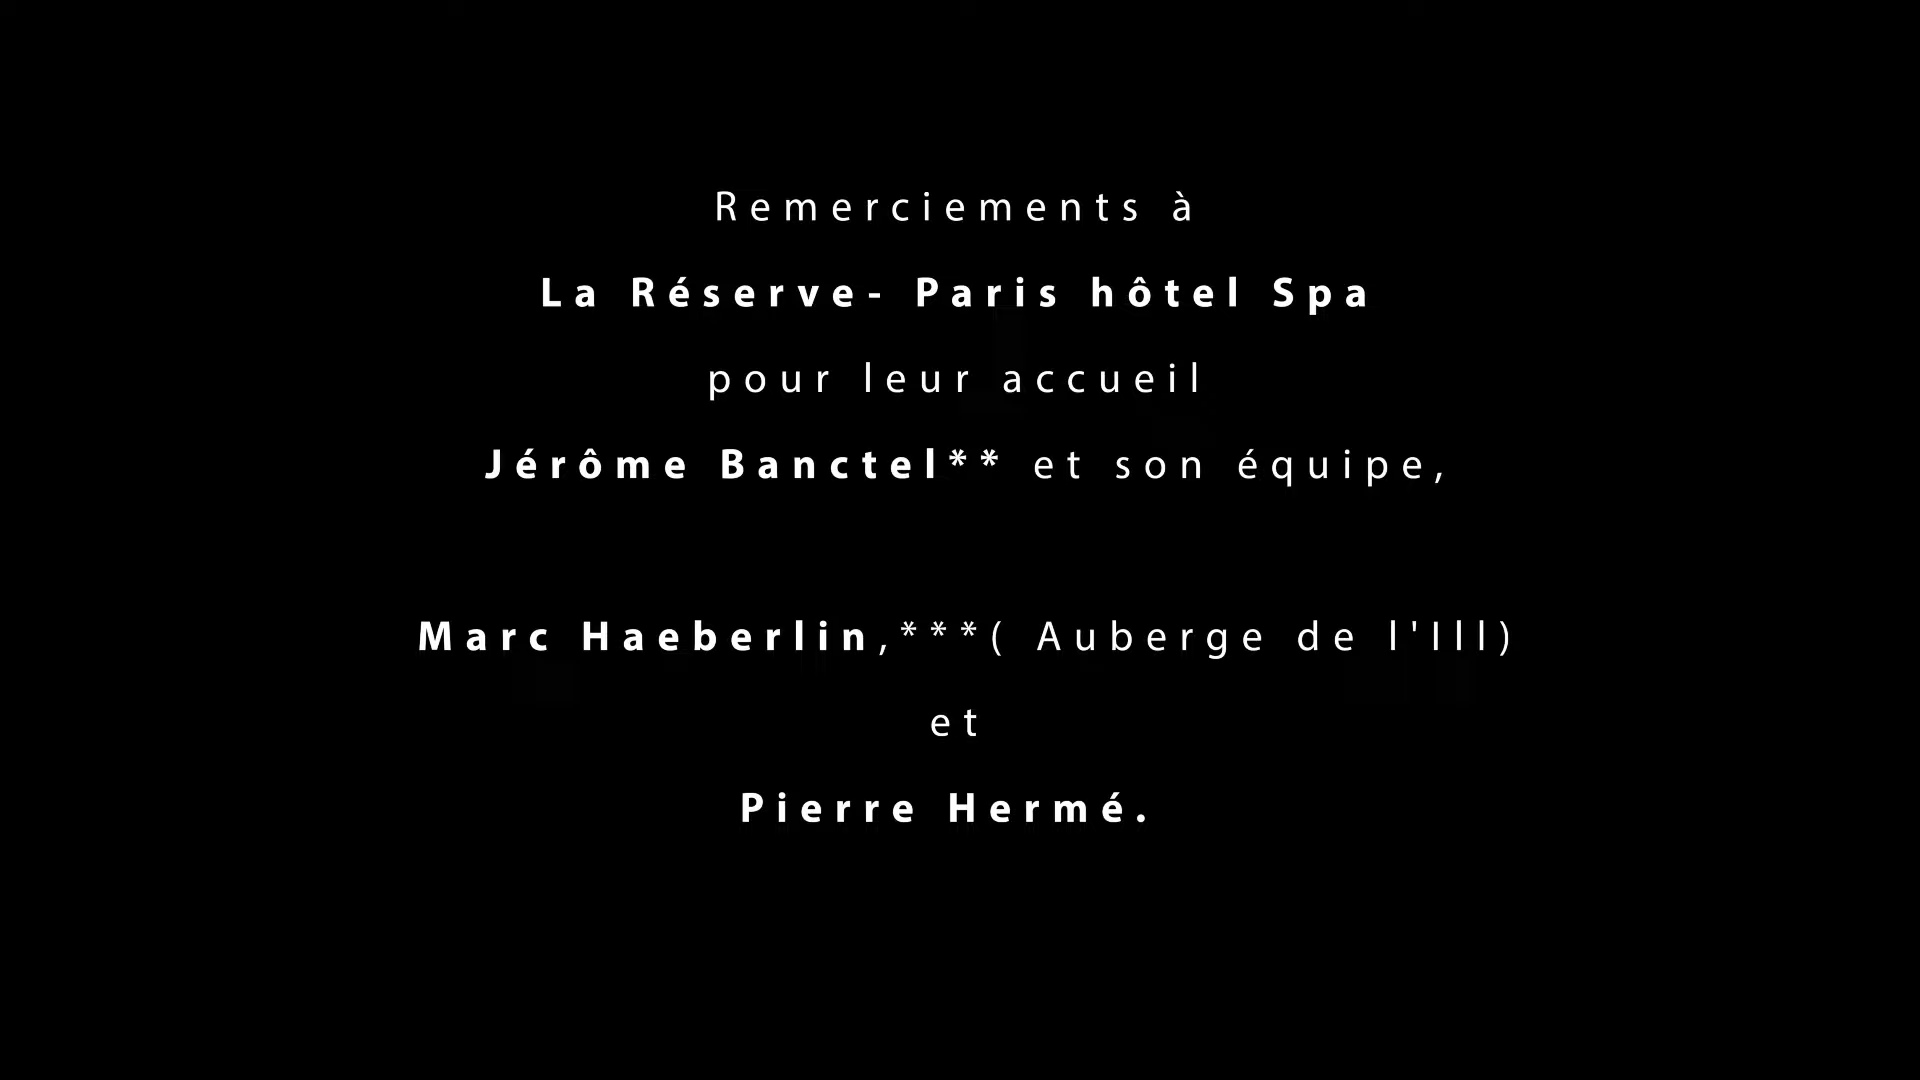 Remerciements à
La Réserve- Paris hôtel Spa
pour leur accueil
Jérôme Banctel** et son équipe,
Marc Haeberlin,***( Auberge de l'Ill)
et
Pierre Hermé.